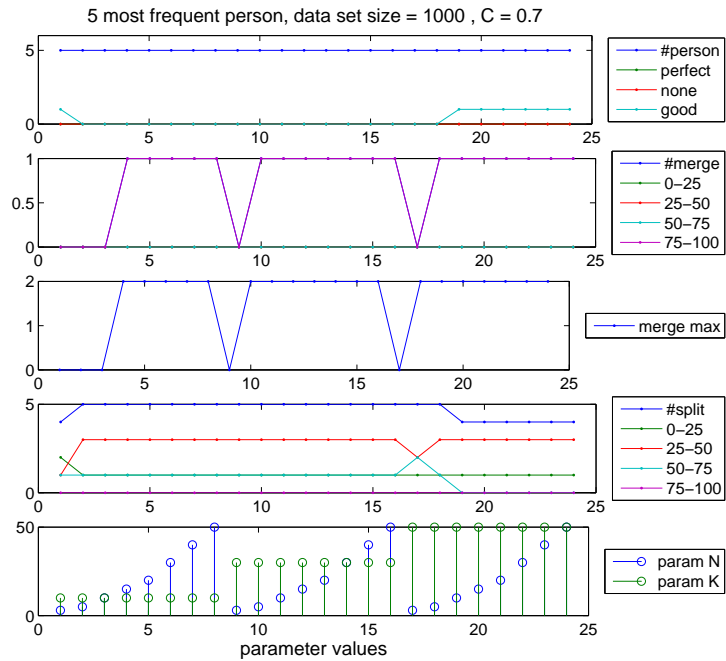 5 most frequent person, data set size = 1000 , C = 0.7
5
0
0 5 10 15 20 25
#person
perfect
none
good
1
0.5
0
0 5 10 15 20 25
#merge
0-25
25-50
50-75
75-100
2
1
0
0 5 10 15 20 25
merge max
5
0
0 5 10 15 20 25
#split
0-25
25-50
50-75
75-100
50
0
0 5 10 15 20 25
param N
param K
parameter values